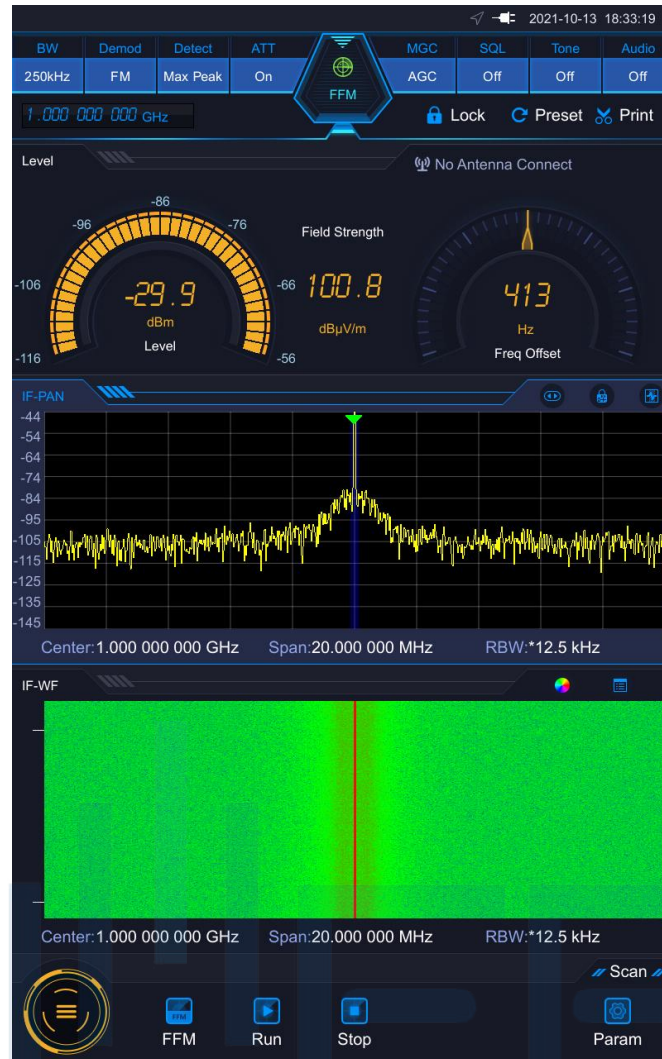 2021-10-13 18:33:19
BW Demod Detect ATT MGC SQL Tone Audio
250kHz FM Max Peak On FFM AGC Off Off Off
1.000 000 000 GHz Lock Preset Print
Level No Antenna Connect
-86
-96 -76
Field Strength
-106 -66
-29.9 100.8 413
dBm dBµV/m Hz
Level Freq Offset
-116 -56
IF-PAN
-44
-54
-64
-74
-84
-95
-105
-115
-125
-135
-145
Center:1.000 000 000 GHz Span:20.000 000 MHz RBW:*12.5 kHz
IF-WF
Center:1.000 000 000 GHz Span:20.000 000 MHz RBW:*12.5 kHz
Scan
FFM
FFM Run Stop Param